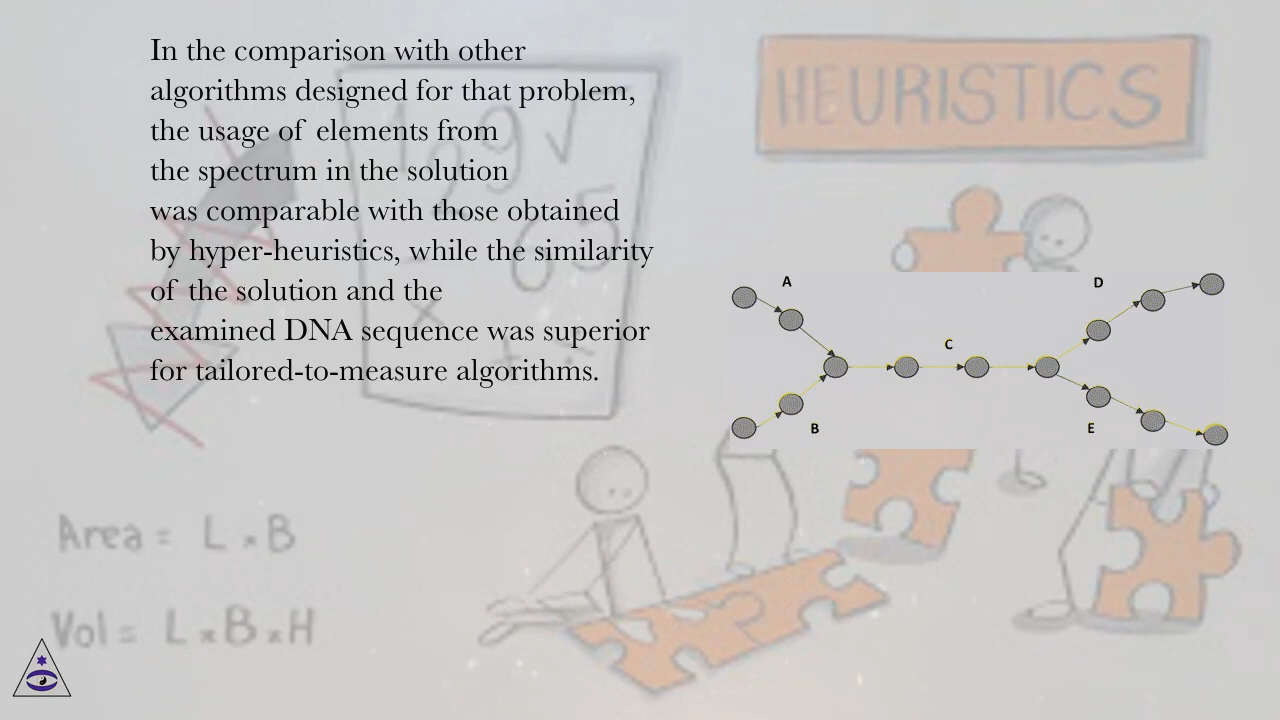 In the comparison with other
algorithms designed for that problem,
the usage of elements from
the spectrum in the solution
was comparable with those obtained
by hyper-heuristics, while the similarity
of the solution and the
examined DNA sequence was superior
for tailored-to-measure algorithms.
HEURISTICS
A
D
C
B
E
Area = L x B
Vol = L x B x H